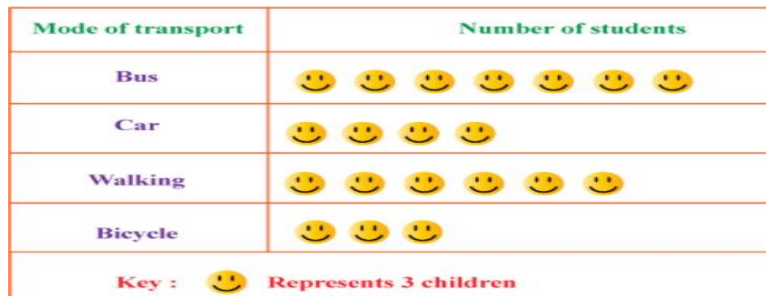 Mode of transport Number of students
Bus
Car
Walking
Bicycle
Key : Represents 3 children